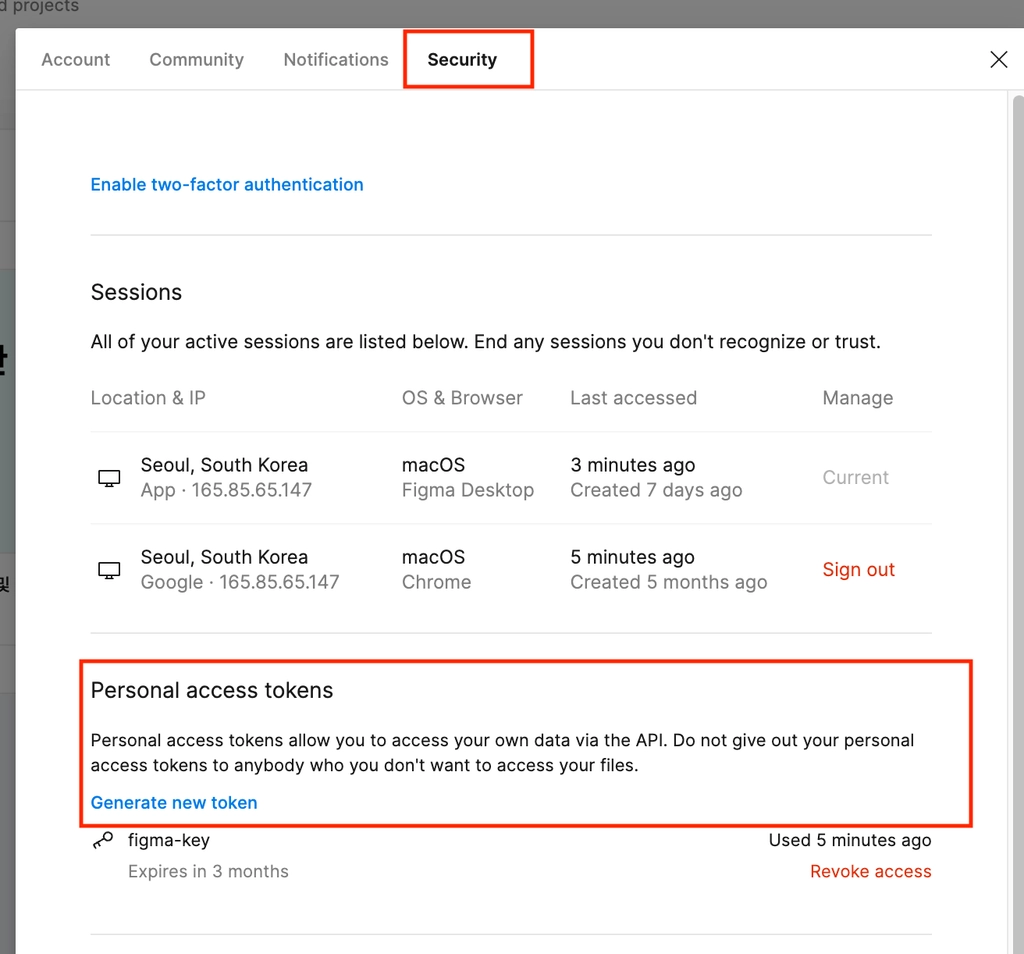 d projects
Account Community Notifications Security
Enable two-factor authentication
Sessions
All of your active sessions are listed below. End any sessions you don't recognize or trust.
Location & IP OS & Browser Last accessed Manage
Seoul, South Korea macOS 3 minutes ago
App · 165.85.65.147 Figma Desktop Created 7 days ago Current
Seoul, South Korea macOS 5 minutes ago
Google · 165.85.65.147 Chrome Created 5 months ago Sign out
Personal access tokens
Personal access tokens allow you to access your own data via the API. Do not give out your personal
access tokens to anybody who you don't want to access your files.
Generate new token
figma-key Used 5 minutes ago
Expires in 3 months Revoke access